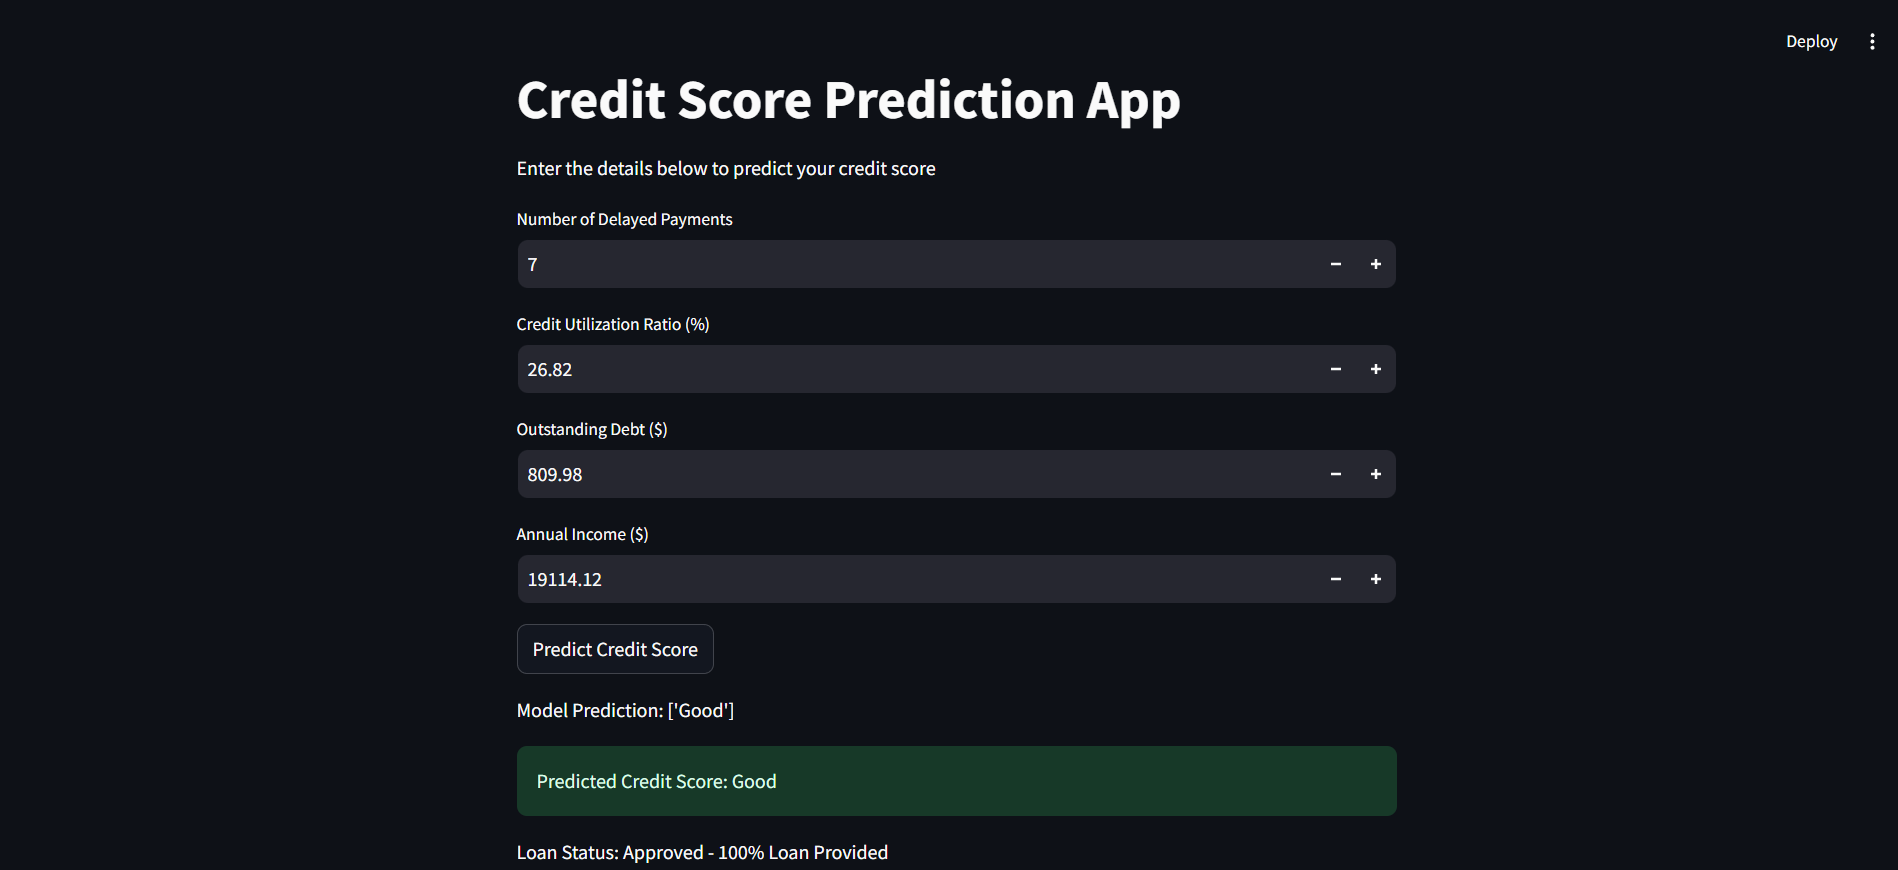 Deploy
Credit Score Prediction App
Enter the details below to predict your credit score
Number of Delayed Payments
7
Credit Utilization Ratio (%)
26.82
Outstanding Debt ($)
809.98
Annual Income ($)
19114.12
Predict Credit Score
Model Prediction: ['Good']
Predicted Credit Score: Good
Loan Status: Approved - 100% Loan Provided